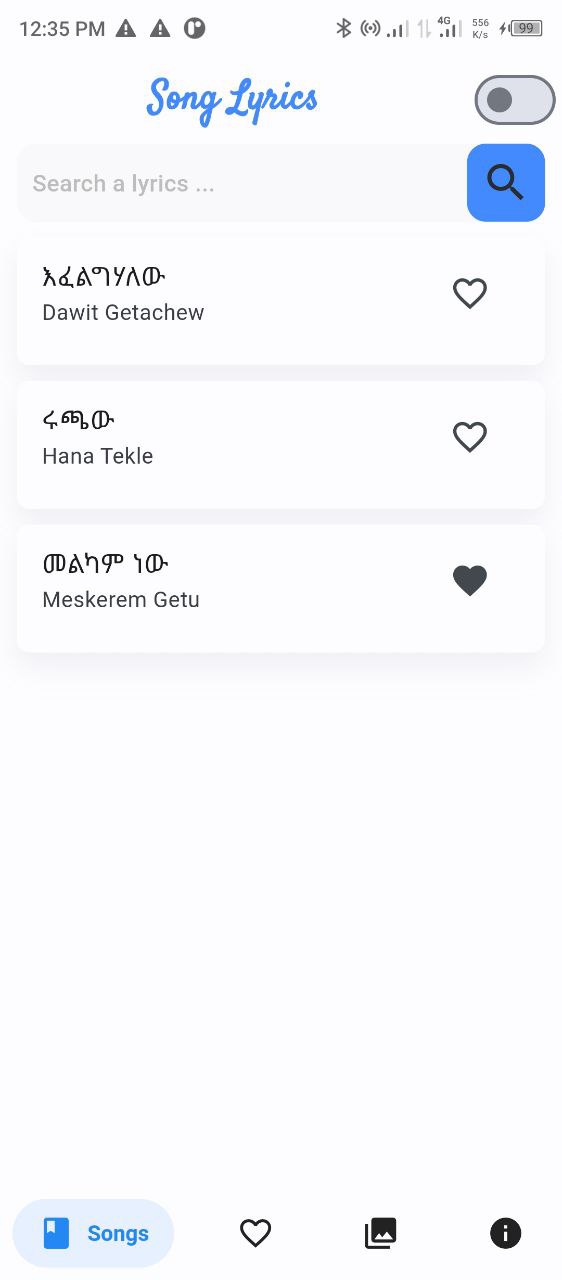 12:35 PM
4G
556
K/s
99
Song Lyrics
Search a lyrics ...
እፈልግሃለው
Dawit Getachew
ሩጫው
Hana Tekle
መልካም ነው
Meskerem Getu
Songs